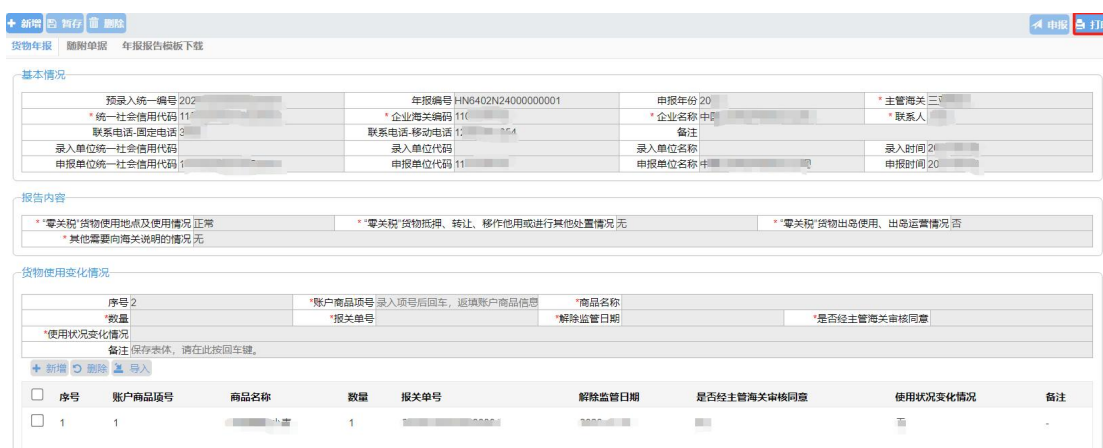 新增 暂存 删除 申报
货物年报 随附单据 年报报告模板下载
基本情况
预录入统一编号 202 年报编号 HN6402N24000000001 申报年份 20 *主管海关 三
*统一社会信用代码 11 *企业海关编码 110 *企业名称 中国 *联系人
联系电话-固定电话 3 联系电话-移动电话 1 备注
录入单位统一社会信用代码 录入单位代码 录入单位名称 录入时间 20
申报单位统一社会信用代码 1 申报单位代码 11 申报单位名称 中 申报时间 20
报告内容
*"零关税"货物使用地点及使用情况 正常 *"零关税"货物抵押、转让、移作他用或进行其他处置情况 无 *"零关税"货物出岛使用、出岛运营情况 否
*其他需要向海关说明的情况 无
货物使用变化情况
序号 2 *账户商品项号 录入项号后回车，返填账户商品信息 *商品名称
*数量 *报关单号 *解除监管日期 *是否经主管海关审核同意
*使用状况变化情况
备注 保存表体，请在此按回车键。
新增 删除 导入
序号 账户商品项号 商品名称 数量 报关单号 解除监管日期 是否经主管海关审核同意 使用状况变化情况 备注
1 1 1 -